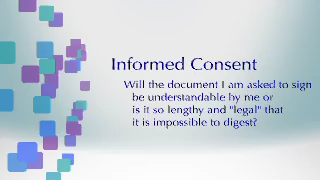 Informed Consent
Will the document I am asked to sign
be understandable by me or
is it so lengthy and "legal" that
it is impossible to digest?